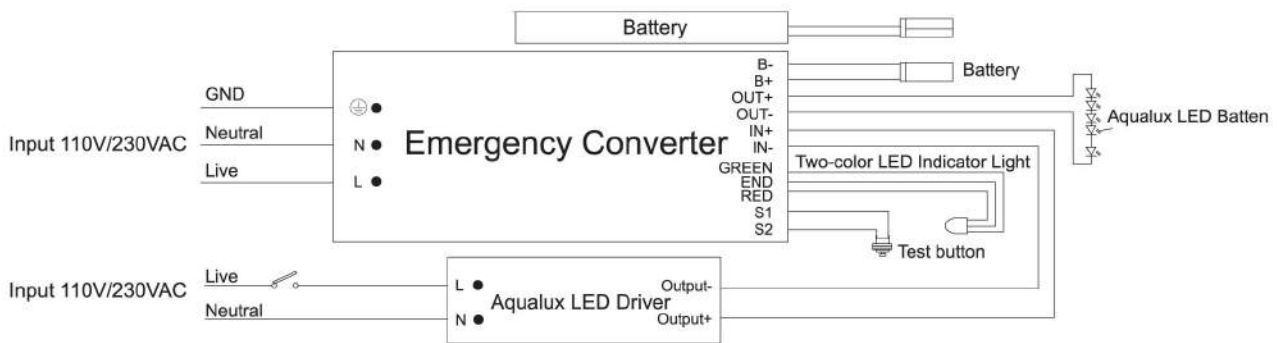 Battery
B-
Battery
B+
GND
OUT+
OUT-
Aqualux LED Batten
Input 110V/230VAC
Neutral
N
Emergency Converter
IN+
IN-
Two-color LED Indicator Light
Live
L
GREEN
END
RED
S1
S2
Test button
Input 110V/230VAC
Live
L
Aqualux LED Driver
Output-
Neutral
N
Output+